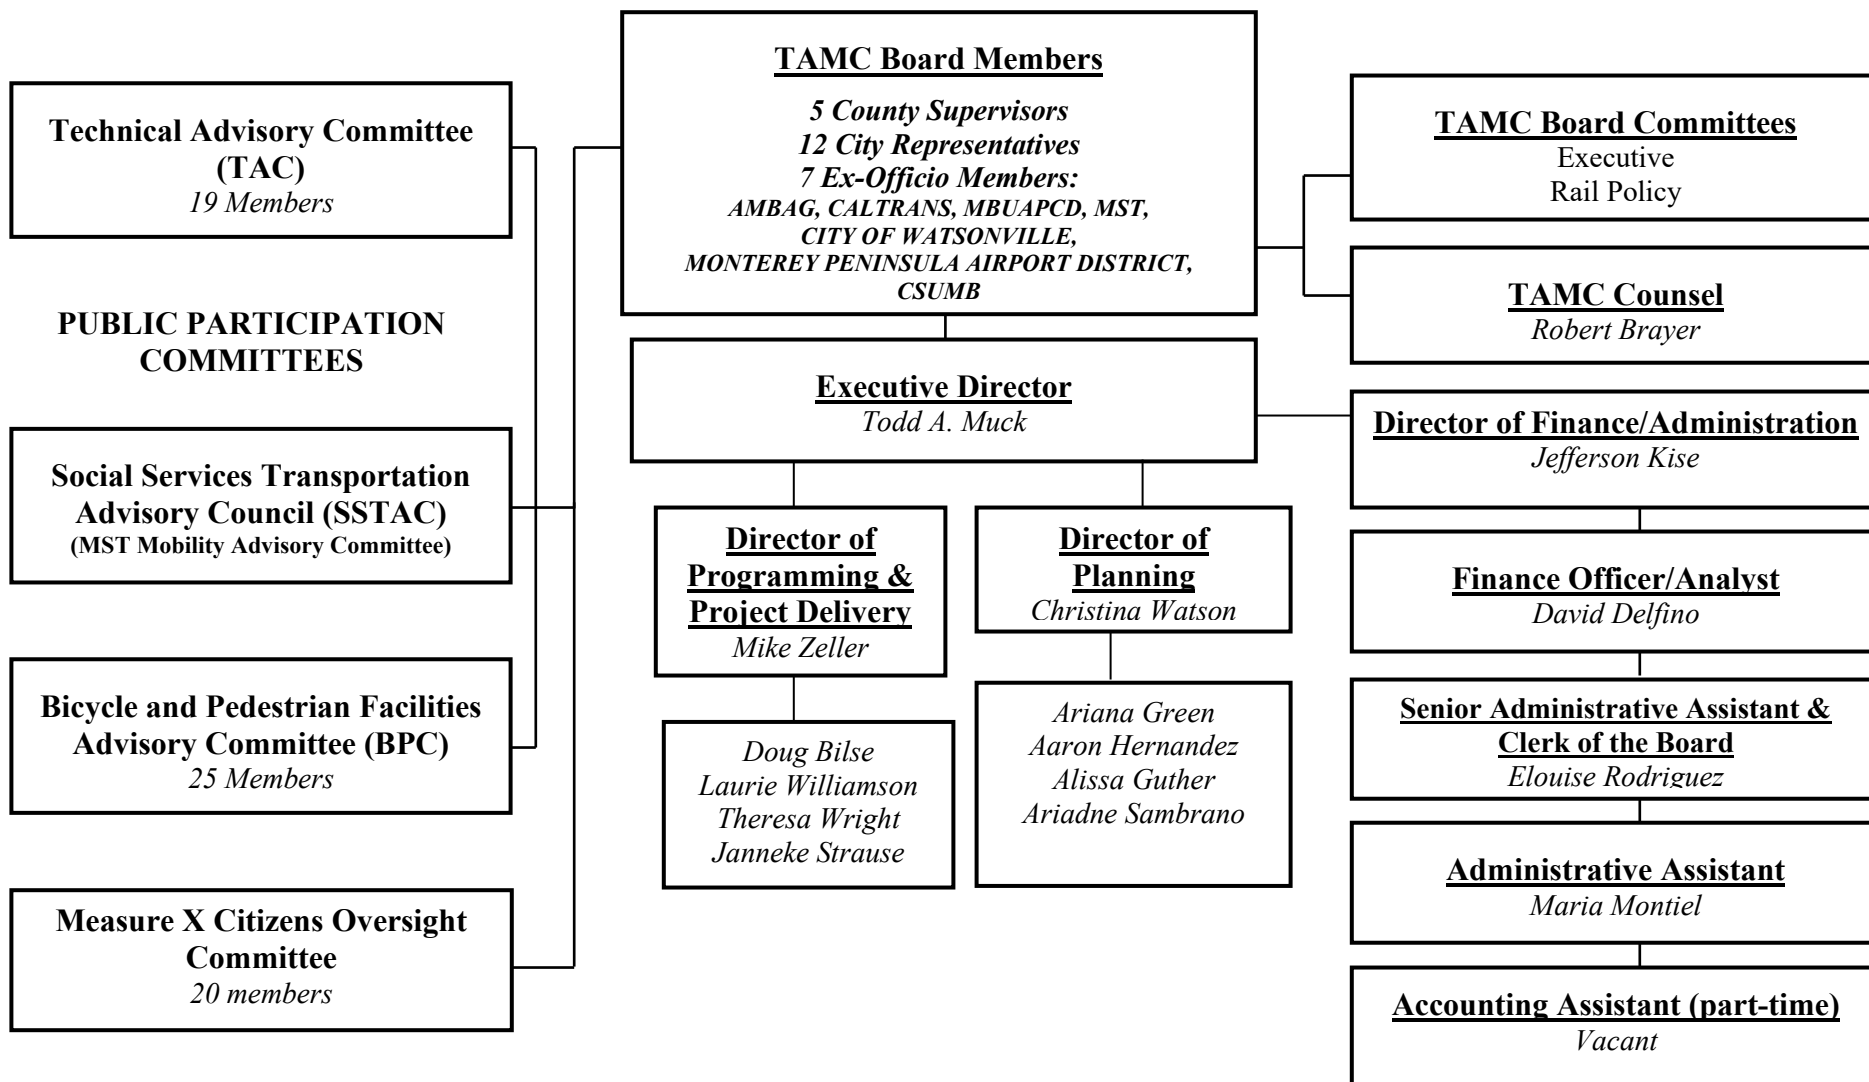 TAMC Board Members
5 County Supervisors
12 City Representatives
7 Ex-Officio Members:
AMBAG, CALTRANS, MBUAPCD, MST,
CITY OF WATSONVILLE,
MONTEREY PENINSULA AIRPORT DISTRICT,
CSUMB
Technical Advisory Committee
(TAC)
19 Members
PUBLIC PARTICIPATION
COMMITTEES
Social Services Transportation
Advisory Council (SSTAC)
(MST Mobility Advisory Committee)
Bicycle and Pedestrian Facilities
Advisory Committee (BPC)
25 Members
Measure X Citizens Oversight
Committee
20 members
Executive Director
Todd A. Muck
Director of
Programming &
Project Delivery
Mike Zeller
Doug Bilse
Laurie Williamson
Theresa Wright
Janneke Strause
Director of
Planning
Christina Watson
Ariana Green
Aaron Hernandez
Alissa Guther
Ariadne Sambrano
TAMC Board Committees
Executive
Rail Policy
TAMC Counsel
Robert Brayer
Director of Finance/Administration
Jefferson Kise
Finance Officer/Analyst
David Delfino
Senior Administrative Assistant &
Clerk of the Board
Elouise Rodriguez
Administrative Assistant
Maria Montiel
Accounting Assistant (part-time)
Vacant